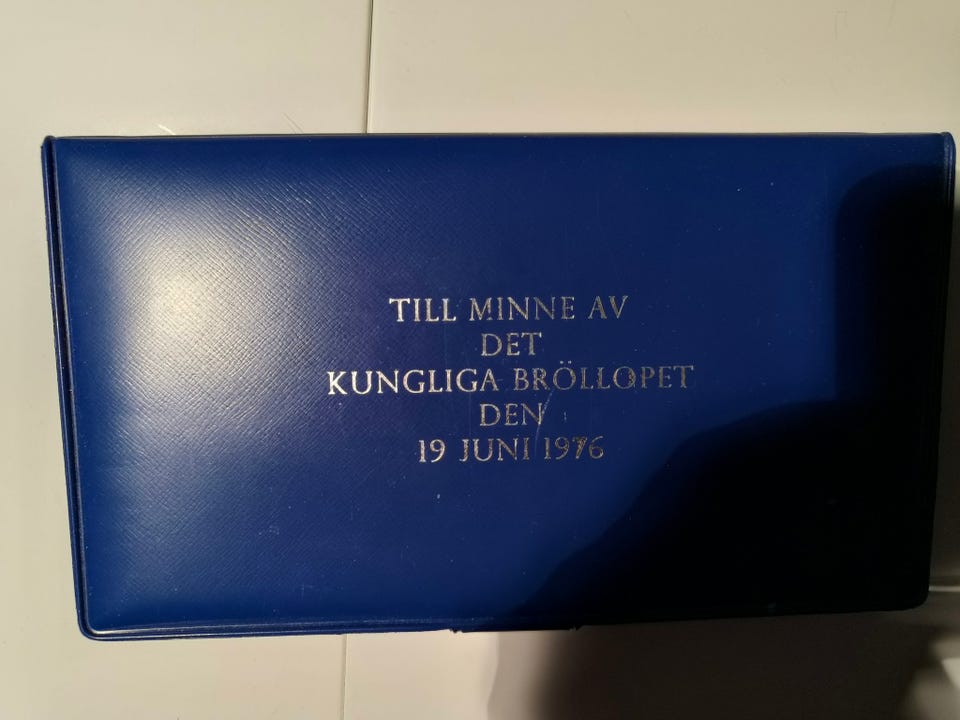 TILL MINNE AV
DET
KUNGLIGA BRÖLLOPET
DEN
19 JUNI 1976